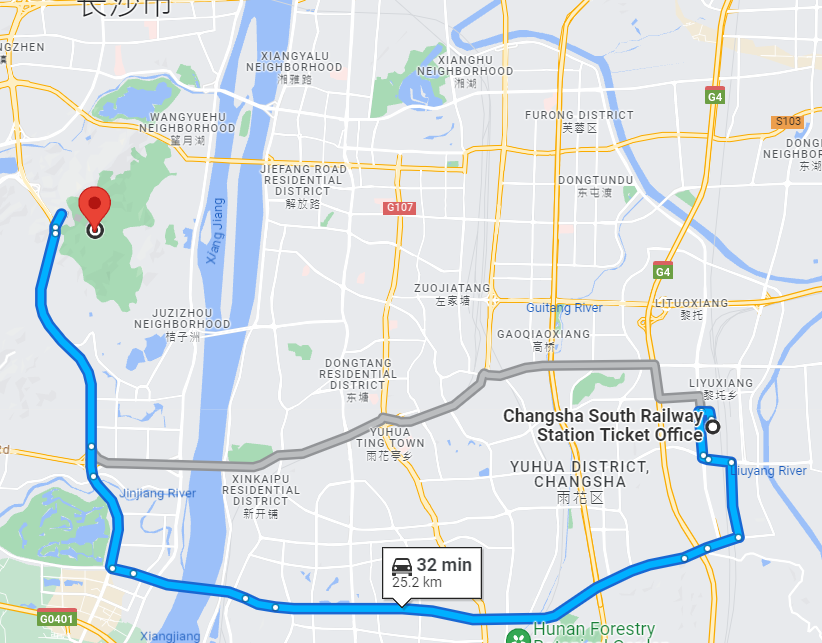 长沙市
NGZHEN
XIANGYALU
NEIGHBORHOOD
湘雅路
XIANGHU
NEIGHBORHOOD
湘湖
G4
WANGYUEHU
NEIGHBORHOOD
望月湖
FURONG DISTRICT
芙蓉区
S103
DONG
NEIGHBORH
东湖
JIEFANG ROAD
RESIDENTIAL
DISTRICT
解放路
DONGTUNDU
东屯渡
G107
Xiang Jiang
G4
ZUOJIATANG
左家塘
Guitang River
LITUOXIANG
黎托
JUZIZHOU
NEIGHBORHOOD
桔子洲
GAOQIAOXIANG
高桥
DONGTANG
RESIDENTIAL
DISTRICT
东塘
LIYUXIANG
黎托乡
Changsha South Railway
Station Ticket Office
YUHUA
TING TOWN
雨花亭乡
Rd
YUHUA DISTRICT,
CHANGSHA
雨花区
Liuyang River
XINKAIPU
RESIDENTIAL
DISTRICT
新开铺
Jinjiang River
32 min
25.2 km
G0401
Xiangjiang
Hunan Forestry